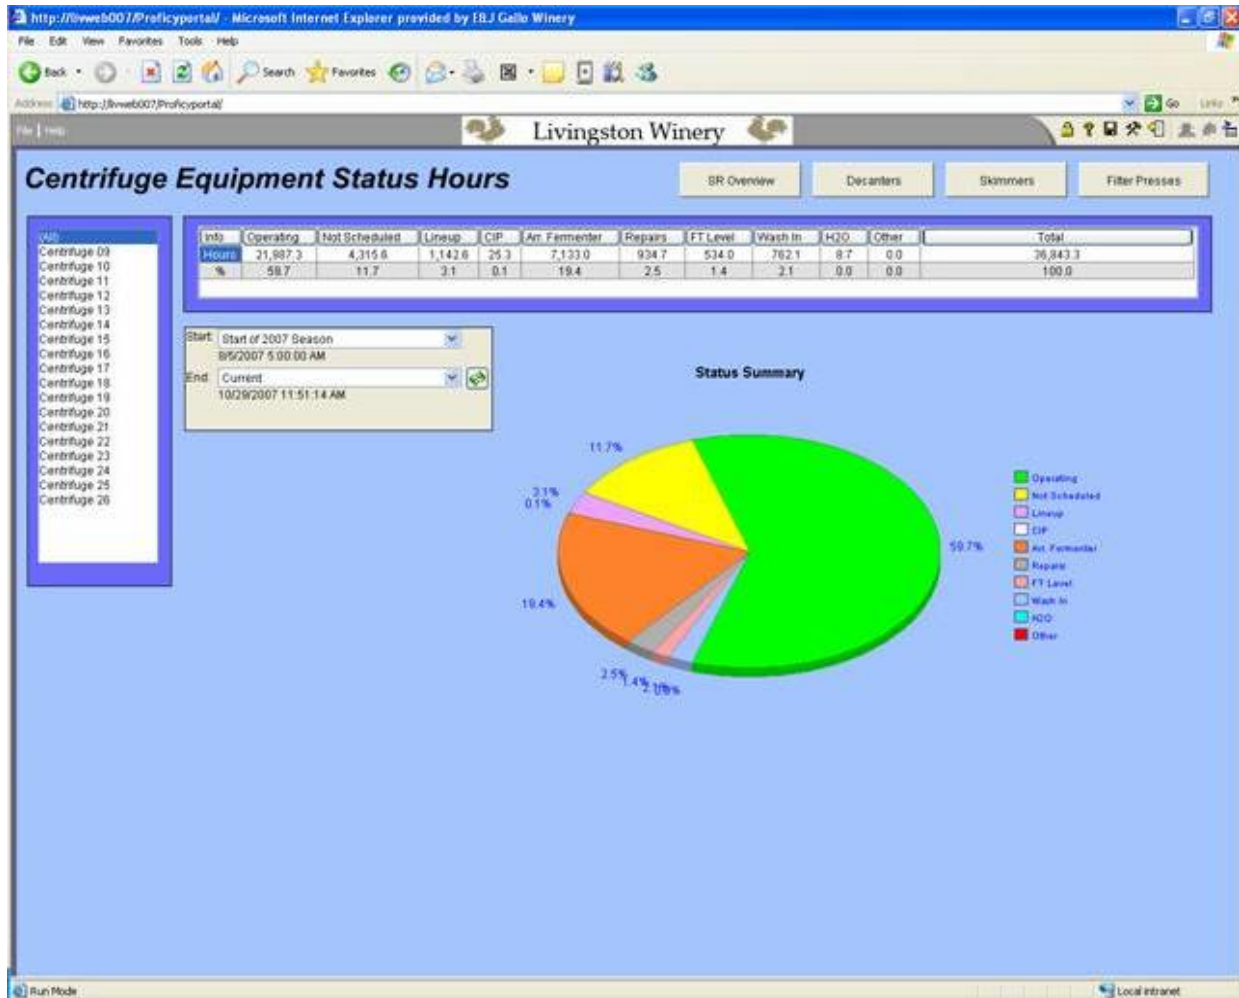 http://livweb007/Proficyportal/ - Microsoft Internet Explorer provided by E&J Gallo Winery
File Edit View Favorites Tools Help
Back Search Favorites
Address http://livweb007/Proficyportal/ Go Links
File | Help Livingston Winery
Centrifuge Equipment Status Hours
SR Overview Decanters Skimmers Filter Presses
(All)
Centrifuge 09
Centrifuge 10
Centrifuge 11
Centrifuge 12
Centrifuge 13
Centrifuge 14
Centrifuge 15
Centrifuge 16
Centrifuge 17
Centrifuge 18
Centrifuge 19
Centrifuge 20
Centrifuge 21
Centrifuge 22
Centrifuge 23
Centrifuge 24
Centrifuge 25
Centrifuge 26
Info Operating Not Scheduled Lineup CIP Arr. Fermenter Repairs FT Level Wash In H2O Other Total
Hours 21,987.3 4,315.6 1,142.6 25.3 7,133.0 934.7 534.0 762.1 8.7 0.0 36,843.3
% 59.7 11.7 3.1 0.1 19.4 2.5 1.4 2.1 0.0 0.0 100.0
Start: Start of 2007 Season
8/5/2007 5:00:00 AM
End: Current
10/29/2007 11:51:14 AM
Status Summary
11.7%
3.1%
0.1%
59.7%
19.4%
2.5%
1.4%
Operating
Not Scheduled
Lineup
CIP
Arr. Fermenter
Repairs
FT Level
Wash In
H2O
Other
Run Mode Local intranet